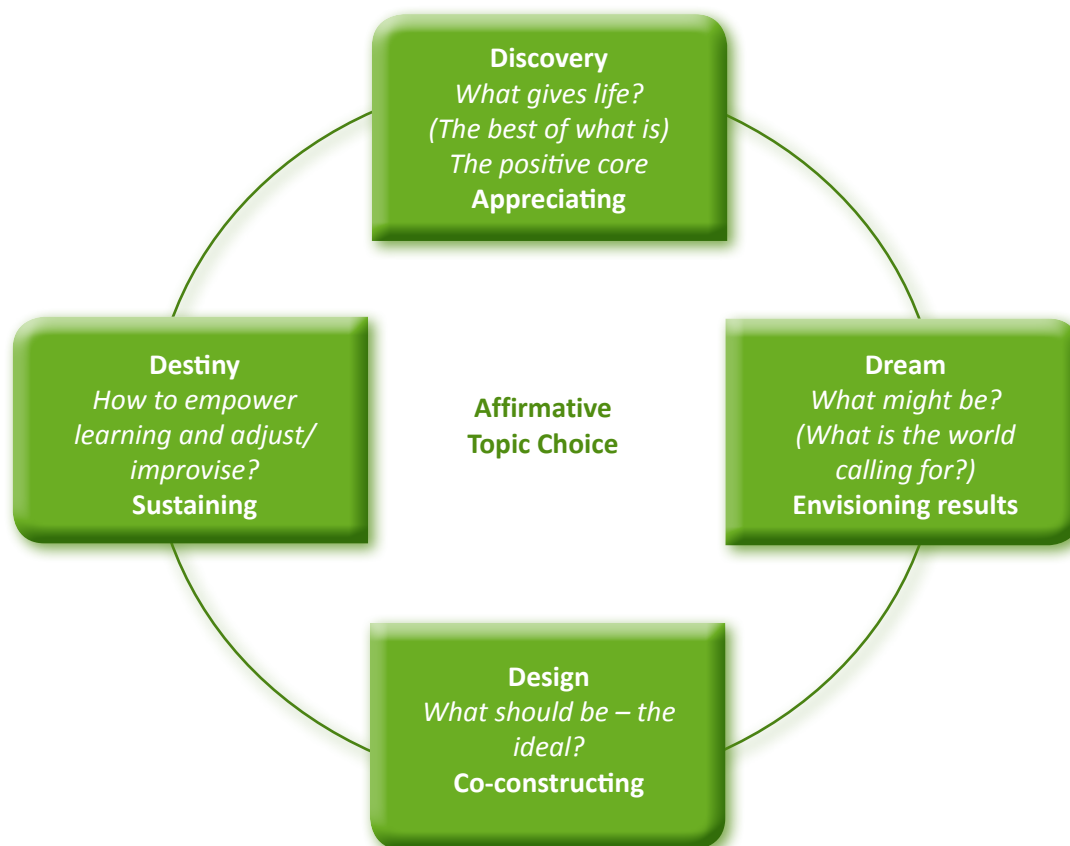 Discovery
What gives life?
(The best of what is)
The positive core
Appreciating
Destiny
How to empower
learning and adjust/
improvise?
Sustaining
Affirmative
Topic Choice
Dream
What might be?
(What is the world
calling for?)
Envisioning results
Design
What should be – the
ideal?
Co-constructing